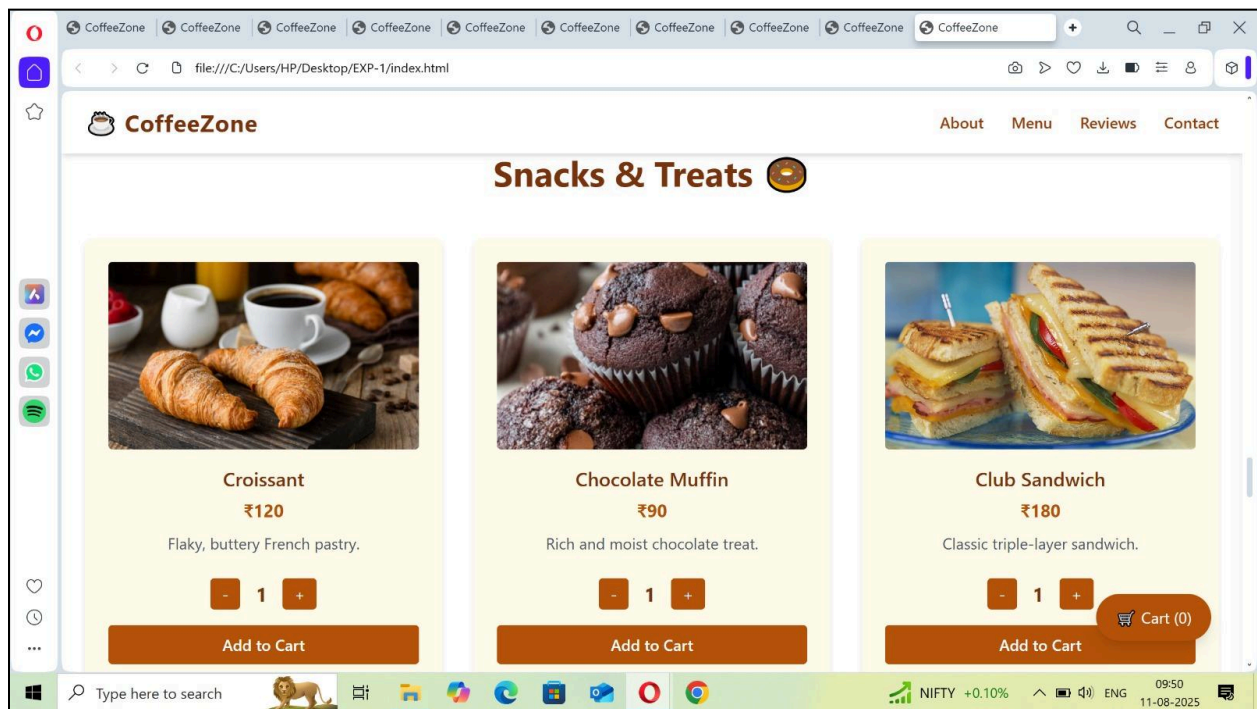 CoffeeZone CoffeeZone CoffeeZone CoffeeZone CoffeeZone CoffeeZone CoffeeZone CoffeeZone CoffeeZone CoffeeZone
file:///C:/Users/HP/Desktop/EXP-1/index.html
CoffeeZone About Menu Reviews Contact
Snacks & Treats
Croissant
₹120
Flaky, buttery French pastry.
- 1 +
Add to Cart
Chocolate Muffin
₹90
Rich and moist chocolate treat.
- 1 +
Add to Cart
Club Sandwich
₹180
Classic triple-layer sandwich.
- 1 +
Add to Cart
Cart (0)
Type here to search
NIFTY +0.10%
ENG
09:50
11-08-2025